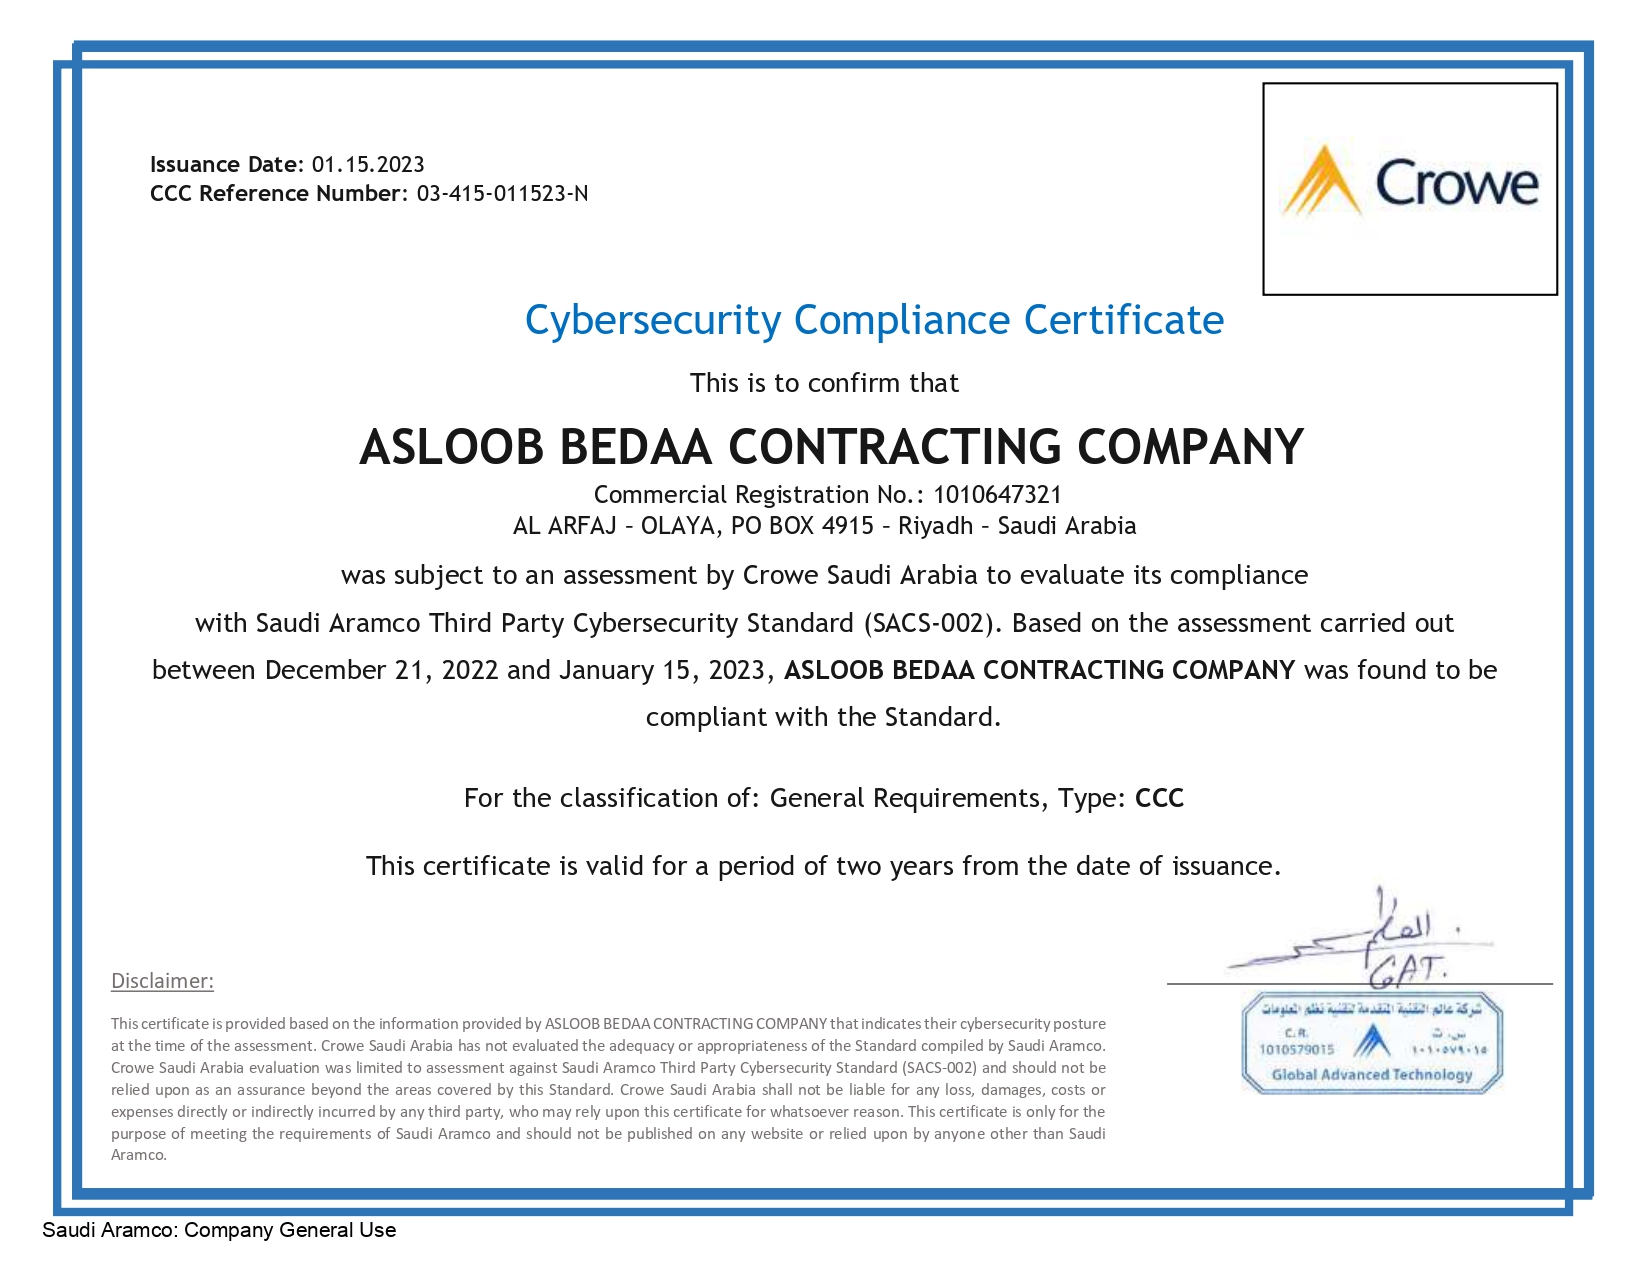 Issuance Date: 01.15.2023
CCC Reference Number: 03-415-011523-N
Crowe
Cybersecurity Compliance Certificate
This is to confirm that
ASLOOB BEDAA CONTRACTING COMPANY
Commercial Registration No.: 1010647321
AL ARFAJ – OLAYA, PO BOX 4915 – Riyadh – Saudi Arabia
was subject to an assessment by Crowe Saudi Arabia to evaluate its compliance
with Saudi Aramco Third Party Cybersecurity Standard (SACS-002). Based on the assessment carried out
between December 21, 2022 and January 15, 2023, ASLOOB BEDAA CONTRACTING COMPANY was found to be
compliant with the Standard.
For the classification of: General Requirements, Type: CCC
This certificate is valid for a period of two years from the date of issuance.
GAT.
Disclaimer:
This certificate is provided based on the information provided by ASLOOB BEDAA CONTRACTING COMPANY that indicates their cybersecurity posture
at the time of the assessment. Crowe Saudi Arabia has not evaluated the adequacy or appropriateness of the Standard compiled by Saudi Aramco.
Crowe Saudi Arabia evaluation was limited to assessment against Saudi Aramco Third Party Cybersecurity Standard (SACS-002) and should not be
relied upon as an assurance beyond the areas covered by this Standard. Crowe Saudi Arabia shall not be liable for any loss, damages, costs or
expenses directly or indirectly incurred by any third party, who may rely upon this certificate for whatsoever reason. This certificate is only for the
purpose of meeting the requirements of Saudi Aramco and should not be published on any website or relied upon by anyone other than Saudi
Aramco.
شركة عالم التقنية المتقدمة لتقنية نظم المعلومات
C.R. س.ت
1010579015 ١٠١٠٥٧٩٠١٥
Global Advanced Technology
Saudi Aramco: Company General Use